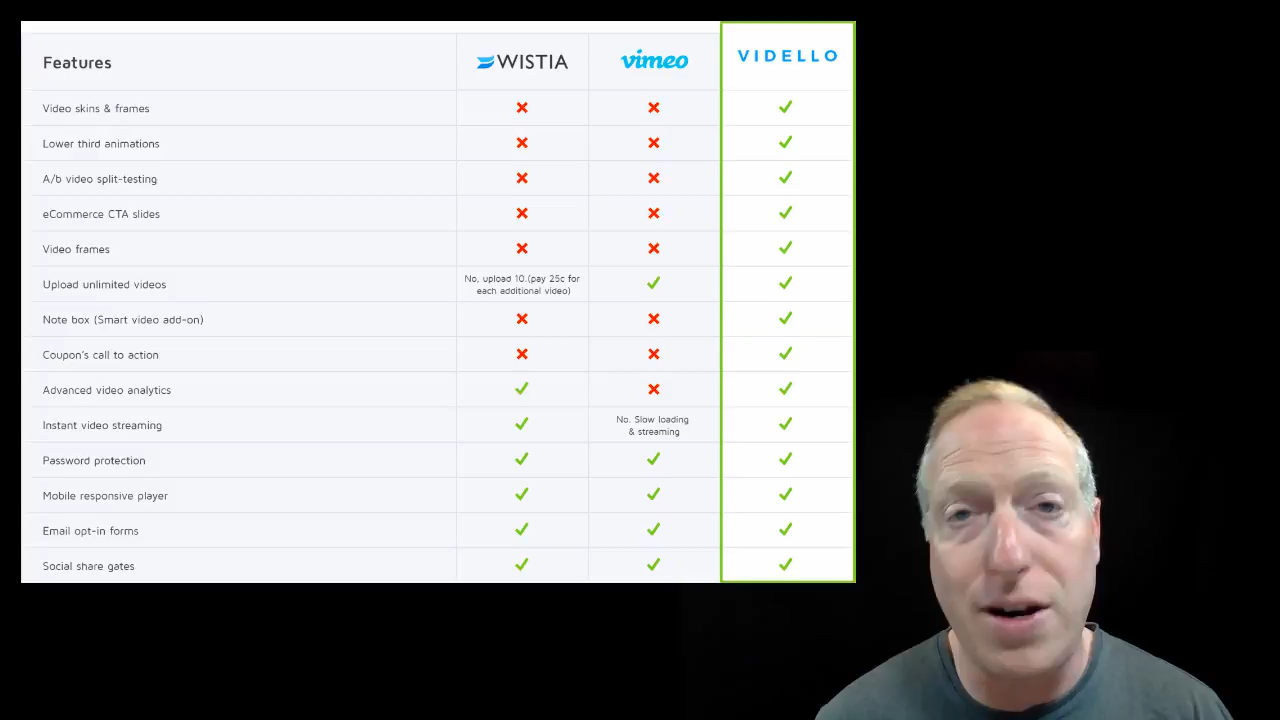 Features WISTIA vimeo VIDELLO
Video skins & frames
Lower third animations
A/b video split-testing
eCommerce CTA slides
Video frames
Upload unlimited videos
No, upload 10.(pay 25c for
each additional video)
Note box (Smart video add-on)
Coupon's call to action
Advanced video analytics
Instant video streaming
No. Slow loading
& streaming
Password protection
Mobile responsive player
Email opt-in forms
Social share gates